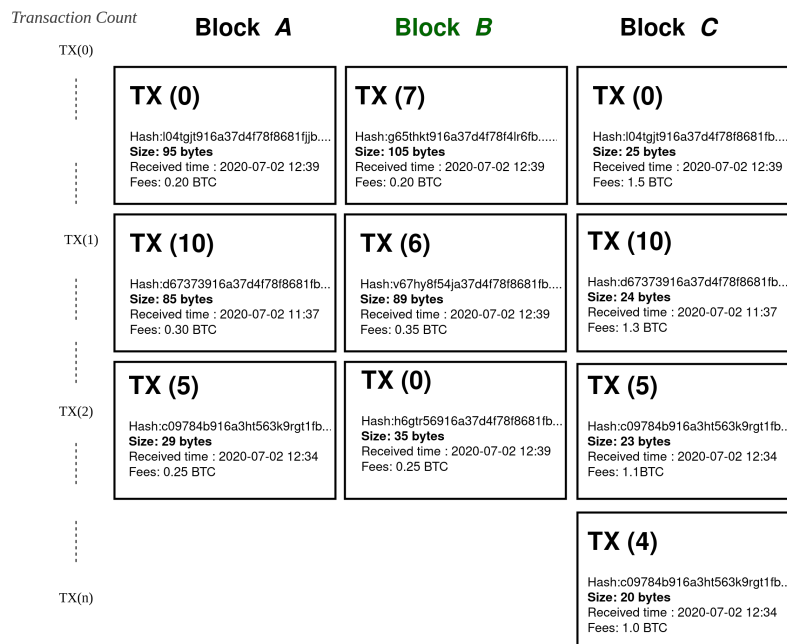 Transaction Count
Block A
Block B
Block C
TX(0)
TX(1)
TX(2)
TX(n)
TX (0)
Hash:l04tgjt916a37d4f78f8681fjjb....
Size: 95 bytes
Received time : 2020-07-02 12:39
Fees: 0.20 BTC
TX (7)
Hash:g65thkt916a37d4f78f4lr6fb......
Size: 105 bytes
Received time : 2020-07-02 12:39
Fees: 0.20 BTC
TX (0)
Hash:l04tgjt916a37d4f78f8681fb....
Size: 25 bytes
Received time : 2020-07-02 12:39
Fees: 1.5 BTC
TX (10)
Hash:d67373916a37d4f78f8681fb...
Size: 85 bytes
Received time : 2020-07-02 11:37
Fees: 0.30 BTC
TX (6)
Hash:v67hy8f54ja37d4f78f8681fb....
Size: 89 bytes
Received time : 2020-07-02 12:39
Fees: 0.35 BTC
TX (10)
Hash:d67373916a37d4f78f8681fb...
Size: 24 bytes
Received time : 2020-07-02 11:37
Fees: 1.3 BTC
TX (5)
Hash:c09784b916a3ht563k9rgt1fb...
Size: 29 bytes
Received time : 2020-07-02 12:34
Fees: 0.25 BTC
TX (0)
Hash:h6gtr56916a37d4f78f8681fb...
Size: 35 bytes
Received time : 2020-07-02 12:39
Fees: 0.25 BTC
TX (5)
Hash:c09784b916a3ht563k9rgt1fb..
Size: 23 bytes
Received time : 2020-07-02 12:34
Fees: 1.1BTC
TX (4)
Hash:c09784b916a3ht563k9rgt1fb..
Size: 20 bytes
Received time : 2020-07-02 12:34
Fees: 1.0 BTC